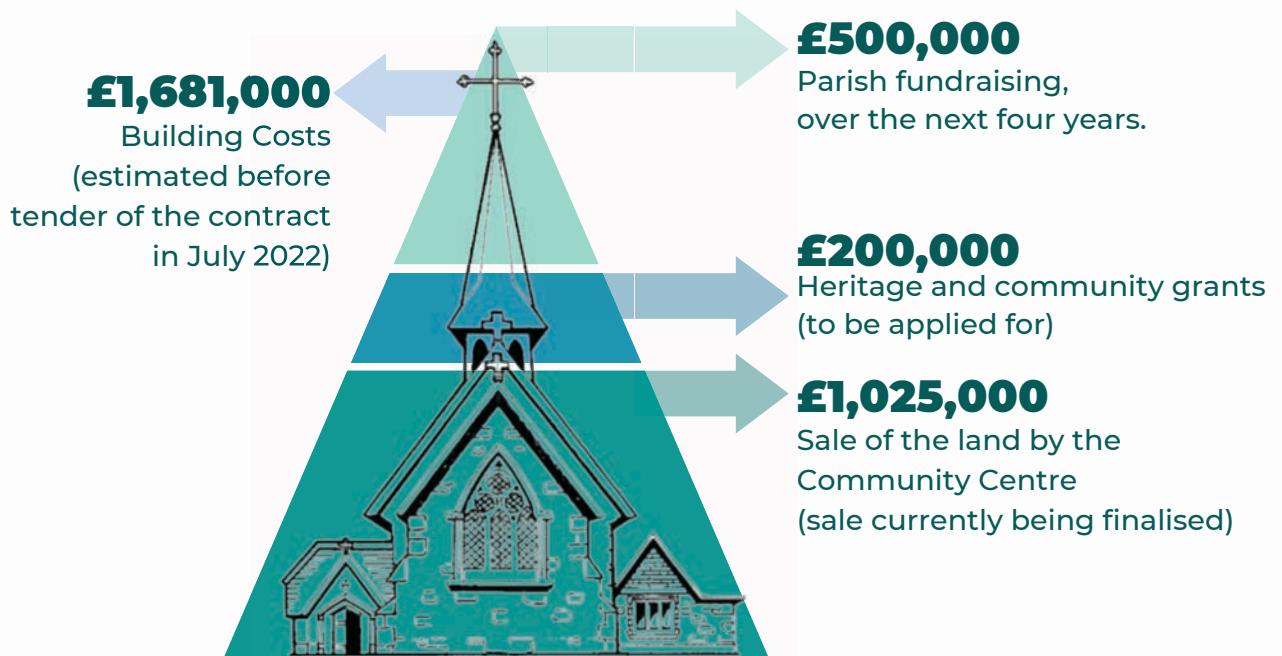 £1,681,000
Building Costs
(estimated before
tender of the contract
in July 2022)
£500,000
Parish fundraising,
over the next four years.
£200,000
Heritage and community grants
(to be applied for)
£1,025,000
Sale of the land by the
Community Centre
(sale currently being finalised)